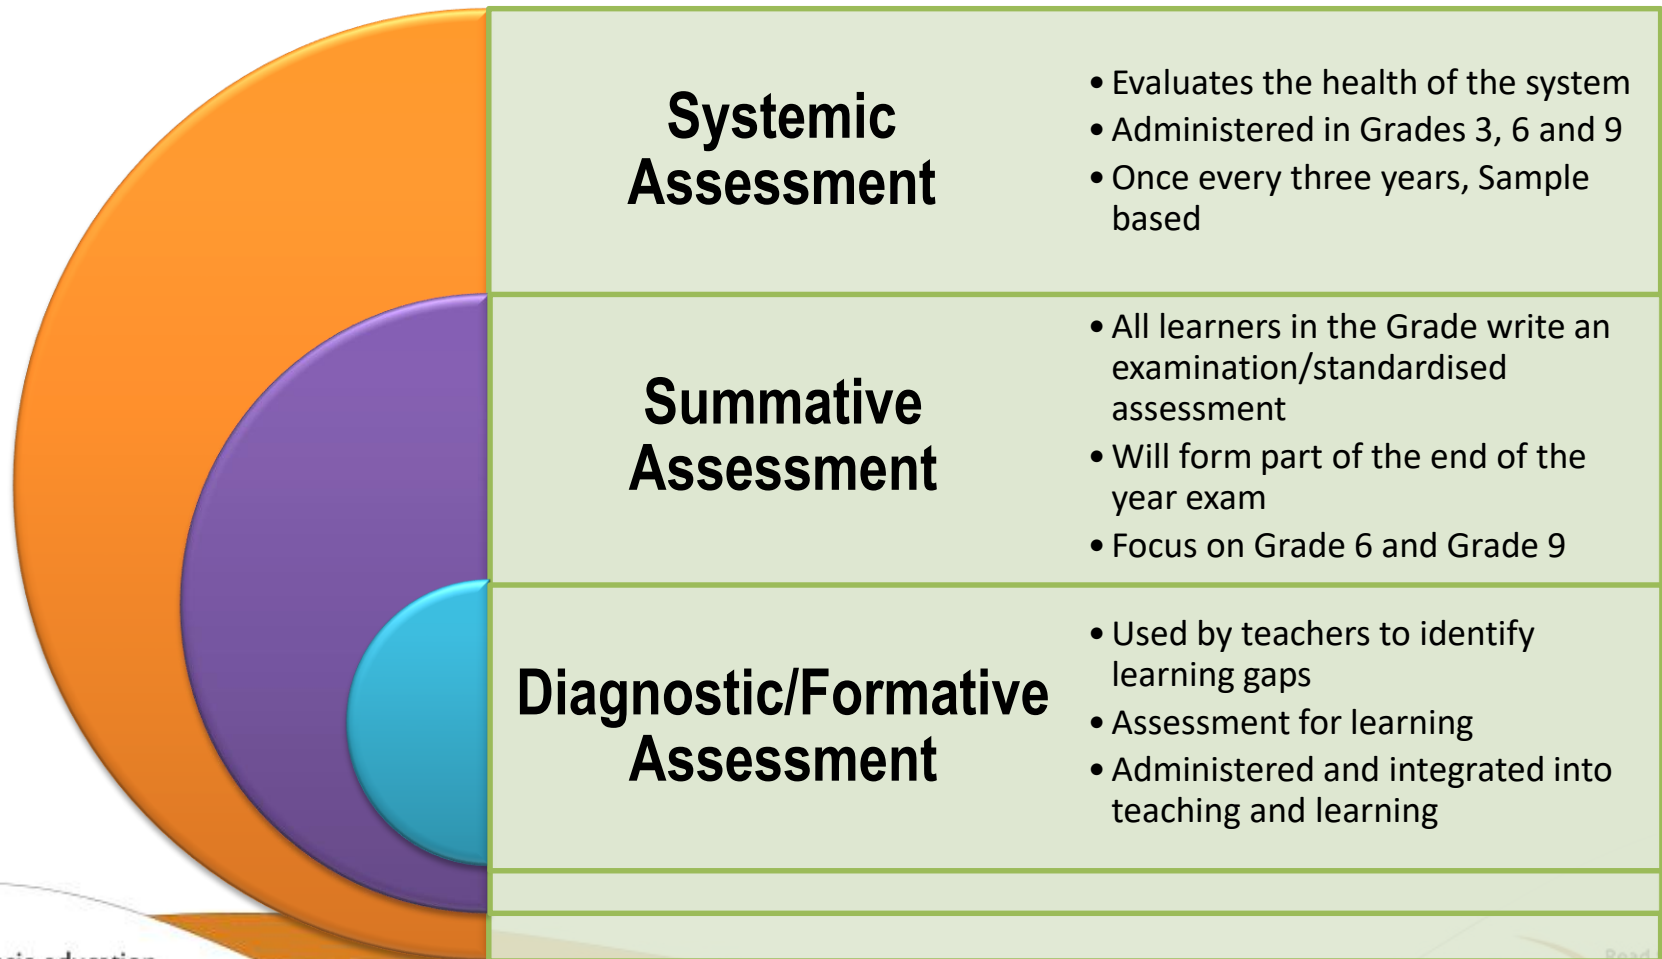 Systemic
Assessment
• Evaluates the health of the system
• Administered in Grades 3, 6 and 9
• Once every three years, Sample
based
Summative
Assessment
• All learners in the Grade write an
examination/standardised
assessment
• Will form part of the end of the
year exam
• Focus on Grade 6 and Grade 9
Diagnostic/Formative
Assessment
• Used by teachers to identify
learning gaps
• Assessment for learning
• Administered and integrated into
teaching and learning
education
Read